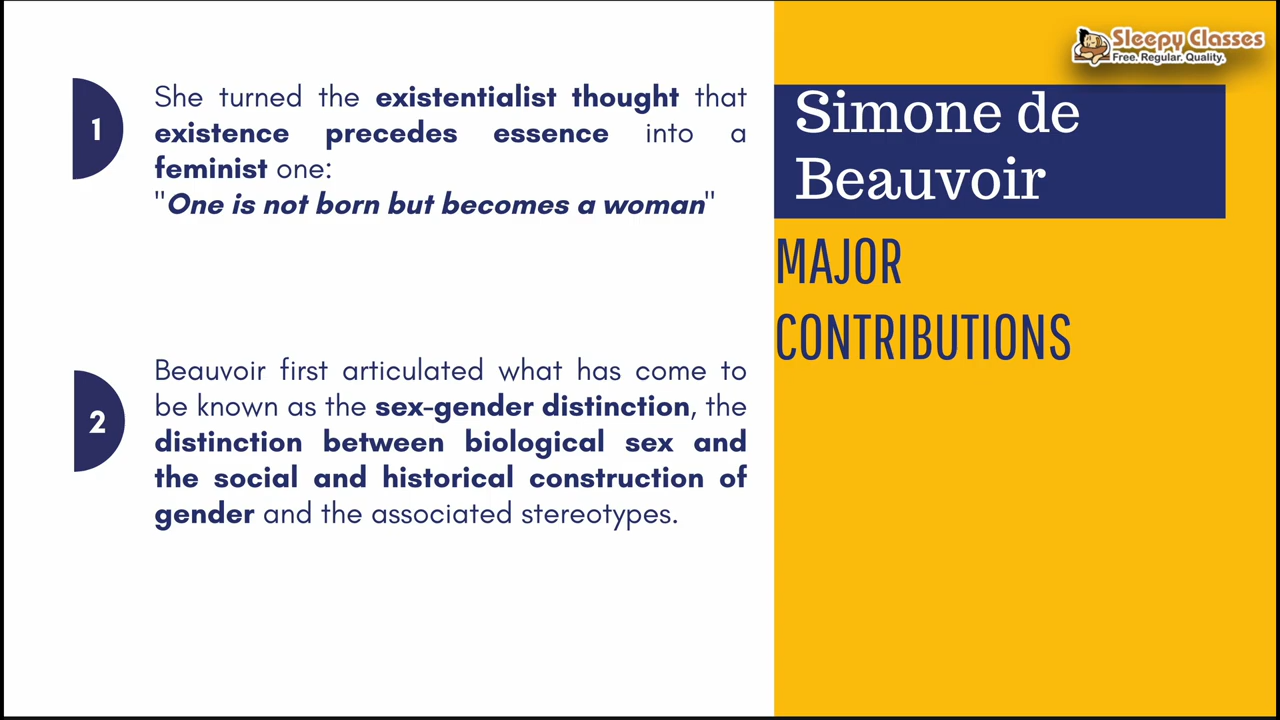 Sleepy Classes
Free. Regular. Quality.
Simone de
Beauvoir
MAJOR
CONTRIBUTIONS
1
She turned the existentialist thought that
existence precedes essence into a
feminist one:
"One is not born but becomes a woman"
2
Beauvoir first articulated what has come to
be known as the sex-gender distinction, the
distinction between biological sex and
the social and historical construction of
gender and the associated stereotypes.